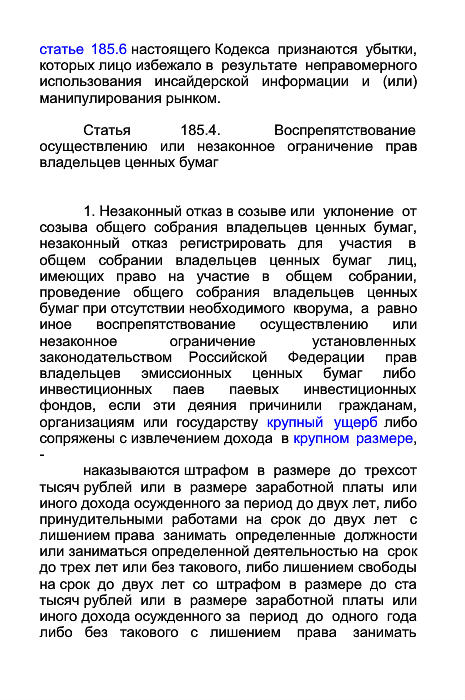 статье 185.6 настоящего Кодекса признаются убытки,
которых лицо избежало в результате неправомерного
использования инсайдерской информации и (или)
манипулирования рынком.
Статья 185.4. Воспрепятствование
осуществлению или незаконное ограничение прав
владельцев ценных бумаг
1. Незаконный отказ в созыве или уклонение от
созыва общего собрания владельцев ценных бумаг,
незаконный отказ регистрировать для участия в
общем собрании владельцев ценных бумаг лиц,
имеющих право на участие в общем собрании,
проведение общего собрания владельцев ценных
бумаг при отсутствии необходимого кворума, а равно
иное воспрепятствование осуществлению или
незаконное ограничение установленных
законодательством Российской Федерации прав
владельцев эмиссионных ценных бумаг либо
инвестиционных паев паевых инвестиционных
фондов, если эти деяния причинили гражданам,
организациям или государству крупный ущерб либо
сопряжены с извлечением дохода в крупном размере,
-
наказываются штрафом в размере до трехсот
тысяч рублей или в размере заработной платы или
иного дохода осужденного за период до двух лет, либо
принудительными работами на срок до двух лет с
лишением права занимать определенные должности
или заниматься определенной деятельностью на срок
до трех лет или без такового, либо лишением свободы
на срок до двух лет со штрафом в размере до ста
тысяч рублей или в размере заработной платы или
иного дохода осужденного за период до одного года
либо без такового с лишением права занимать